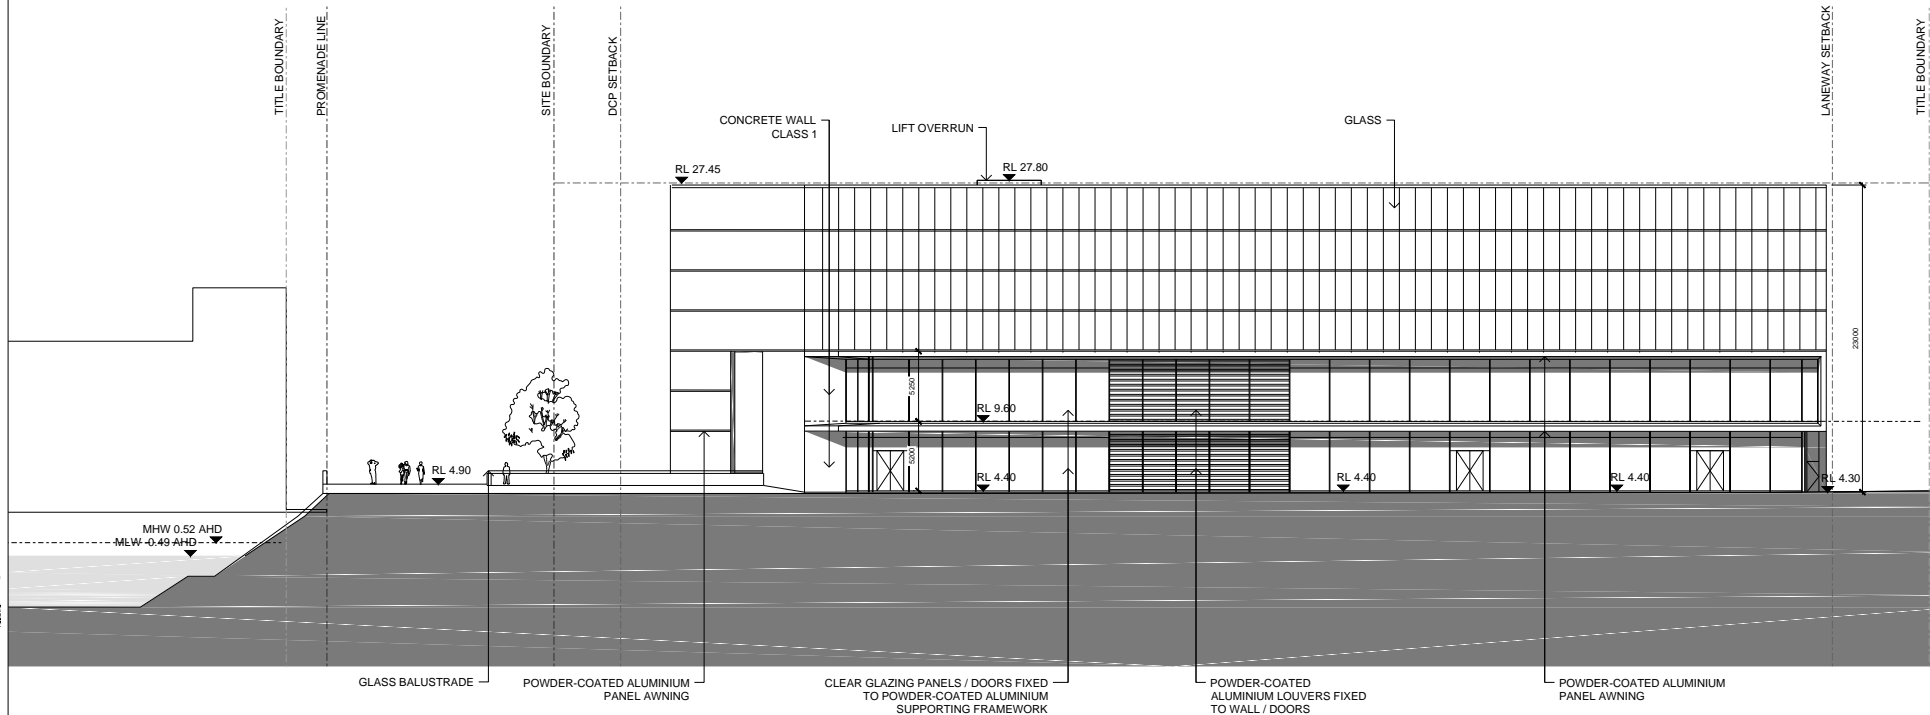 TITLE BOUNDARY
PROMENADE LINE
SITE BOUNDARY
DCP SETBACK
LANEWAY SETBACK
TITLE BOUNDARY
CONCRETE WALL
CLASS 1
LIFT OVERRUN
GLASS
RL 27.45
RL 27.80
23000
5250
RL 9.60
5200
RL 4.90
RL 4.40
RL 4.40
RL 4.40
RL 4.30
MHW 0.52 AHD
MLW -0.49 AHD
GLASS BALUSTRADE
POWDER-COATED ALUMINIUM
PANEL AWNING
CLEAR GLAZING PANELS / DOORS FIXED
TO POWDER-COATED ALUMINIUM
SUPPORTING FRAMEWORK
POWDER-COATED
ALUMINIUM LOUVERS FIXED
TO WALL / DOORS
POWDER-COATED ALUMINIUM
PANEL AWNING